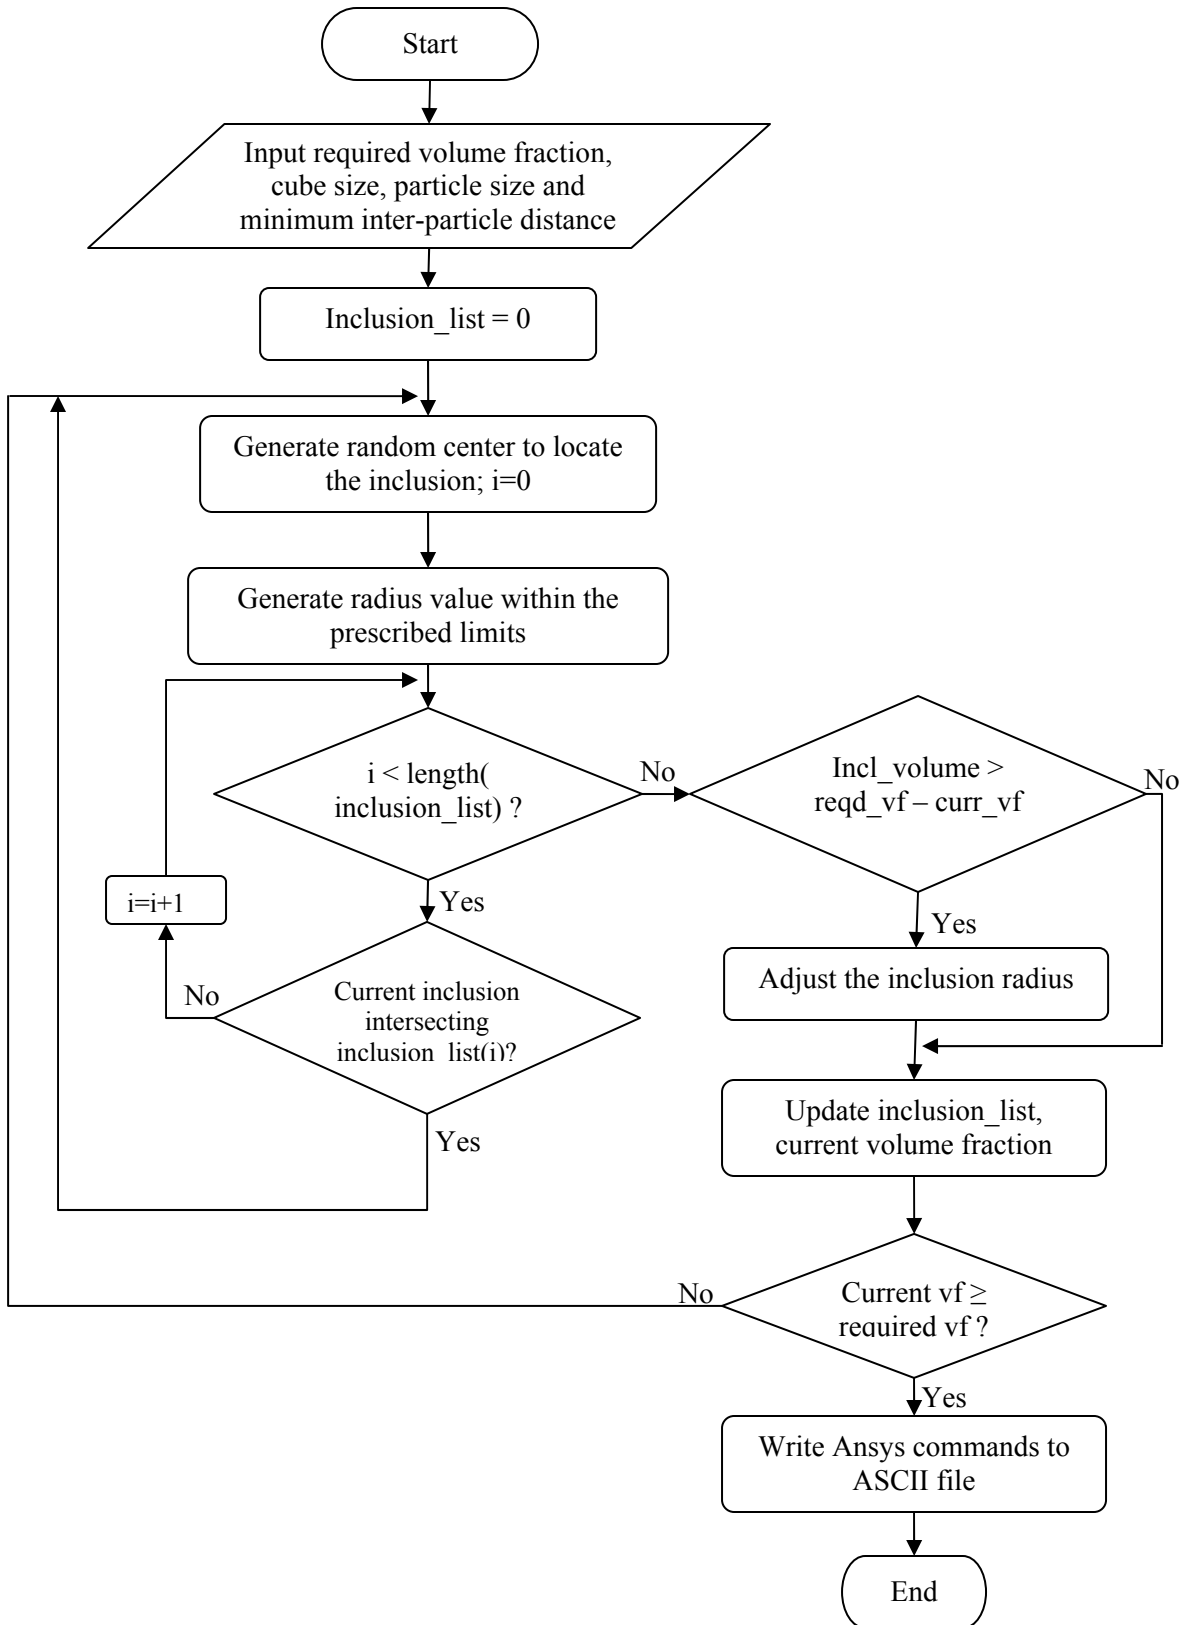 Start
Input required volume fraction,
cube size, particle size and
minimum inter-particle distance
Inclusion_list = 0
Generate random center to locate
the inclusion; i=0
Generate radius value within the
prescribed limits
i < length(
inclusion_list) ?
No
Incl_volume >
reqd_vf – curr_vf
No
Yes
i=i+1
Yes
Adjust the inclusion radius
No
Current inclusion
intersecting
inclusion_list(i)?
Yes
Update inclusion_list,
current volume fraction
No
Current vf ≥
required vf ?
Yes
Write Ansys commands to
ASCII file
End